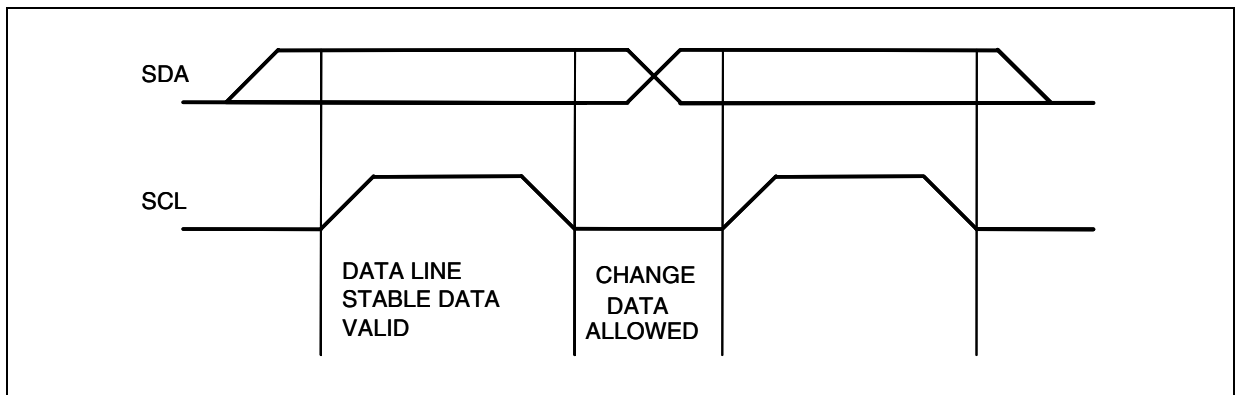 SDA
SCL
DATA LINE
STABLE DATA
VALID
CHANGE
DATA
ALLOWED